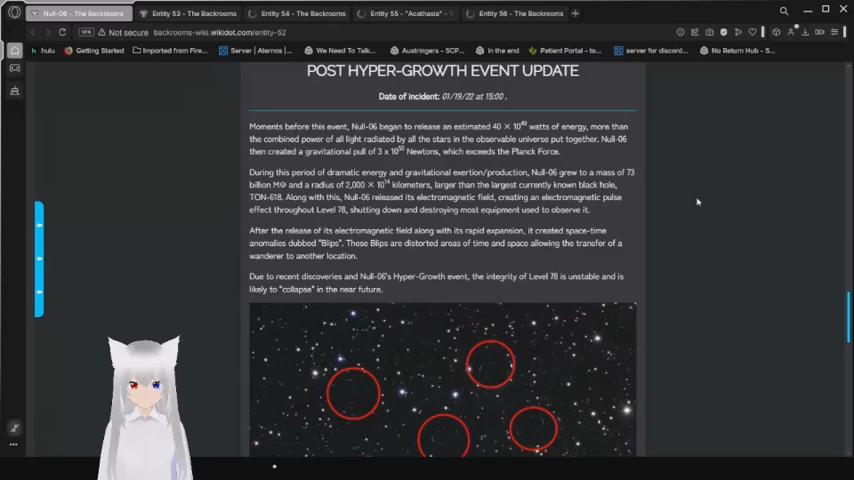 Null-06 - The Backrooms
Entity 53 - The Backrooms
Entity 54 - The Backrooms
Entity 55 - "Acathasia" -
Entity 56 - The Backrooms
Not secure backrooms-wiki.wikidot.com/entity-52
hulu
Getting Started
Imported from Fire...
Server | Aternos |
We Need To Talk...
Austringers - SCP...
in the end
Patient Portal - to...
server for discord...
No Return Hub - S...
POST HYPER-GROWTH EVENT UPDATE
Date of incident: 01/19/22 at 15:00 .
Moments before this event, Null-06 began to release an estimated 40 × 10⁴⁹ watts of energy, more than
the combined power of all light radiated by all the stars in the observable universe put together. Null-06
then created a gravitational pull of 3 x 10⁵⁰ Newtons, which exceeds the Planck Force.
During this period of dramatic energy and gravitational exertion/production, Null-06 grew to a mass of 73
billion M⊙ and a radius of 2,000 × 10¹⁴ kilometers, larger than the largest currently known black hole,
TON-618. Along with this, Null-06 released its electromagnetic field, creating an electromagnetic pulse
effect throughout Level 78, shutting down and destroying most equipment used to observe it.
After the release of its electromagnetic field along with its rapid expansion, it created space-time
anomalies dubbed "Blips". These Blips are distorted areas of time and space allowing the transfer of a
wanderer to another location.
Due to recent discoveries and Null-06's Hyper-Growth event, the integrity of Level 78 is unstable and is
likely to "collapse" in the near future.